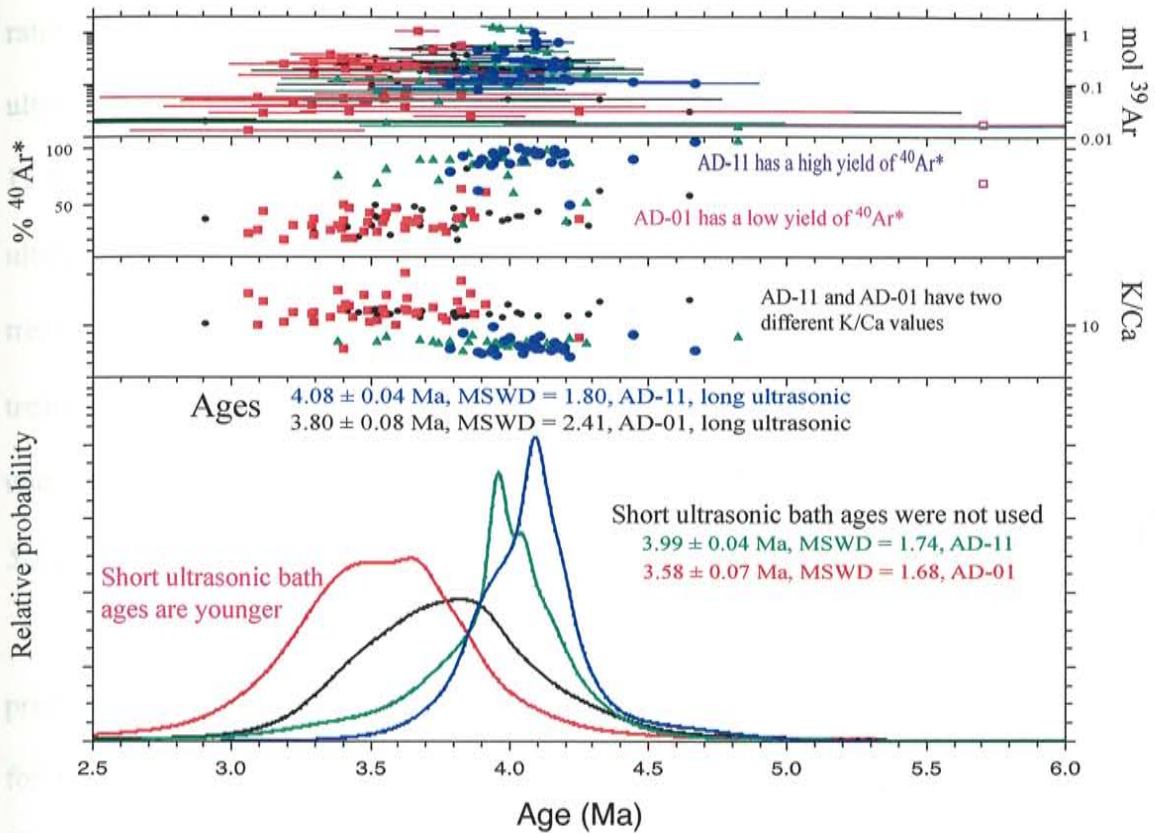 mol ³⁹Ar
1
0.1
0.01
% ⁴⁰Ar*
100
50
AD-11 has a high yield of ⁴⁰Ar*
AD-01 has a low yield of ⁴⁰Ar*
K/Ca
10
AD-11 and AD-01 have two
different K/Ca values
Ages
4.08 ± 0.04 Ma, MSWD = 1.80, AD-11, long ultrasonic
3.80 ± 0.08 Ma, MSWD = 2.41, AD-01, long ultrasonic
Relative probability
Short ultrasonic bath ages were not used
3.99 ± 0.04 Ma, MSWD = 1.74, AD-11
3.58 ± 0.07 Ma, MSWD = 1.68, AD-01
Short ultrasonic bath
ages are younger
2.5 3.0 3.5 4.0 4.5 5.0 5.5 6.0
Age (Ma)